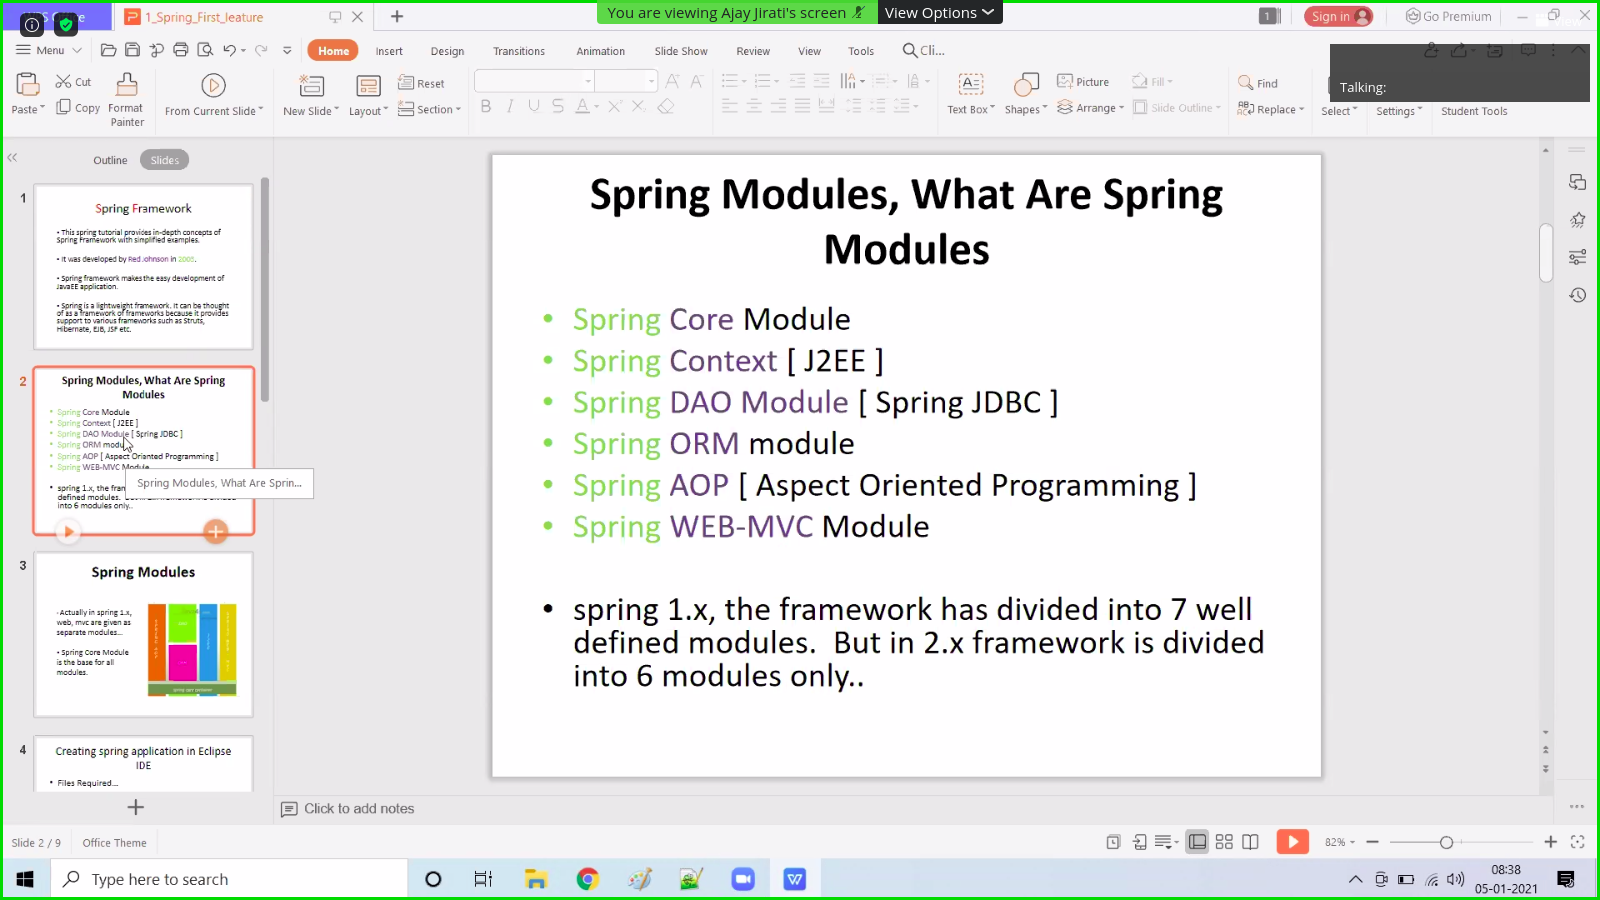 1_Spring_First_leature
You are viewing Ajay Jirati's screen
View Options
1
Sign in
Go Premium
Menu
Home
Insert
Design
Transitions
Animation
Slide Show
Review
View
Tools
Cli...
Talking:
Paste
Cut
Copy
Format
Painter
From Current Slide
New Slide
Layout
Reset
Section
B I U S A X X
Text Box
Shapes
Picture
Arrange
Fill
Slide Outline
Find
Replace
Select
Settings
Student Tools
Outline
Slides
1
Spring Framework
• This spring tutorial provides in-depth concepts of
Spring Framework with simplified examples.
• It was developed by Rod Johnson in 2003.
• Spring framework makes the easy development of
JavaEE application.
• Spring is a lightweight framework. It can be thought
of as a framework of frameworks because it provides
support to various frameworks such as Struts,
Hibernate, EJB, JSF etc.
2
Spring Modules, What Are Spring
Modules
• Spring Core Module
• Spring Context [ J2EE ]
• Spring DAO Module [ Spring JDBC ]
• Spring ORM
• Spring AOP [ Aspect Oriented Programming ]
• Spring WEB-MVC Module
• spring 1.x, the
defined modules.
into 6 modules only..
Spring Modules, What Are Sprin...
3
Spring Modules
- Actually in spring 1.x,
web, mvc are given as
separate modules...
• Spring Core Module
is the base for all
modules.
4
Creating spring application in Eclipse
IDE
• Files Required...
Spring Modules, What Are Spring
Modules
• Spring Core Module
• Spring Context [ J2EE ]
• Spring DAO Module [ Spring JDBC ]
• Spring ORM module
• Spring AOP [ Aspect Oriented Programming ]
• Spring WEB-MVC Module
• spring 1.x, the framework has divided into 7 well
defined modules.  But in 2.x framework is divided
into 6 modules only..
Click to add notes
Slide 2 / 9
Office Theme
82%
Type here to search
08:38
05-01-2021